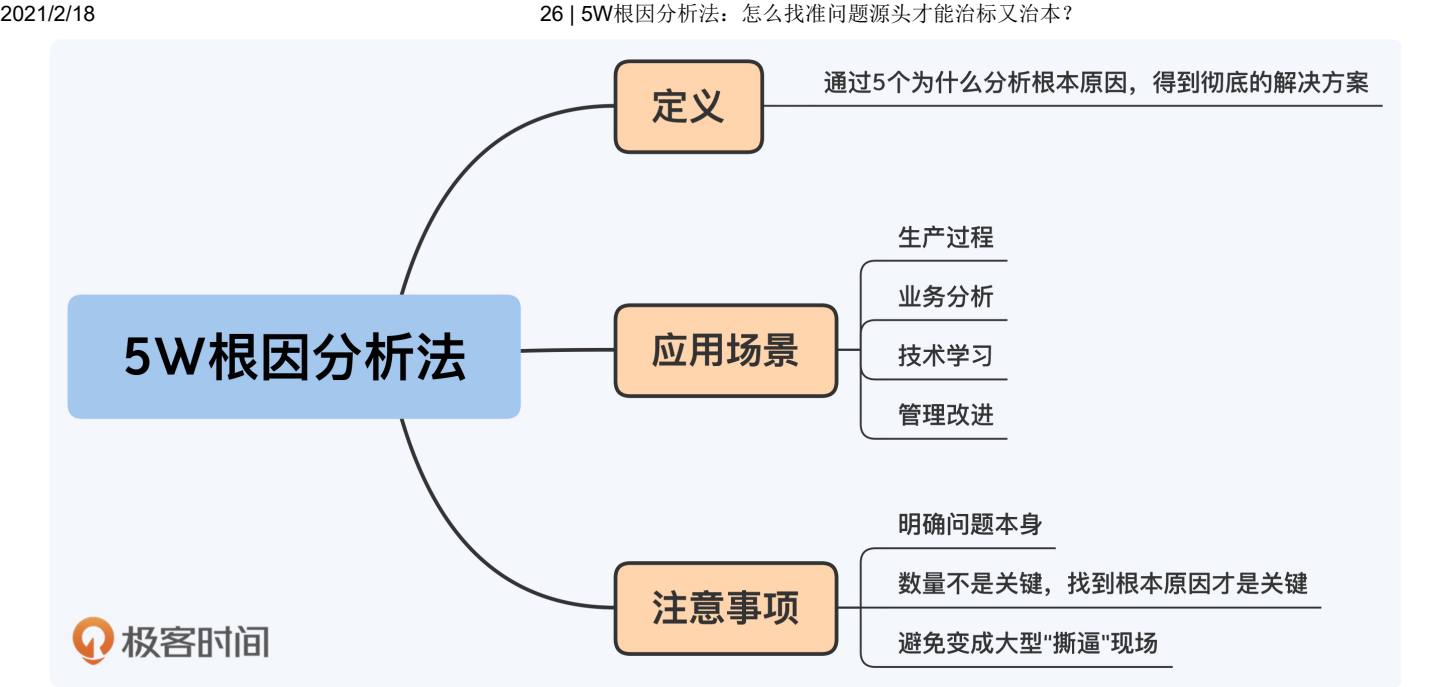 2021/2/18
26 | 5W根因分析法：怎么找准问题源头才能治标又治本？
定义
通过5个为什么分析根本原因，得到彻底的解决方案
5W根因分析法
应用场景
生产过程
业务分析
技术学习
管理改进
注意事项
明确问题本身
数量不是关键，找到根本原因才是关键
避免变成大型"撕逼"现场
极客时间